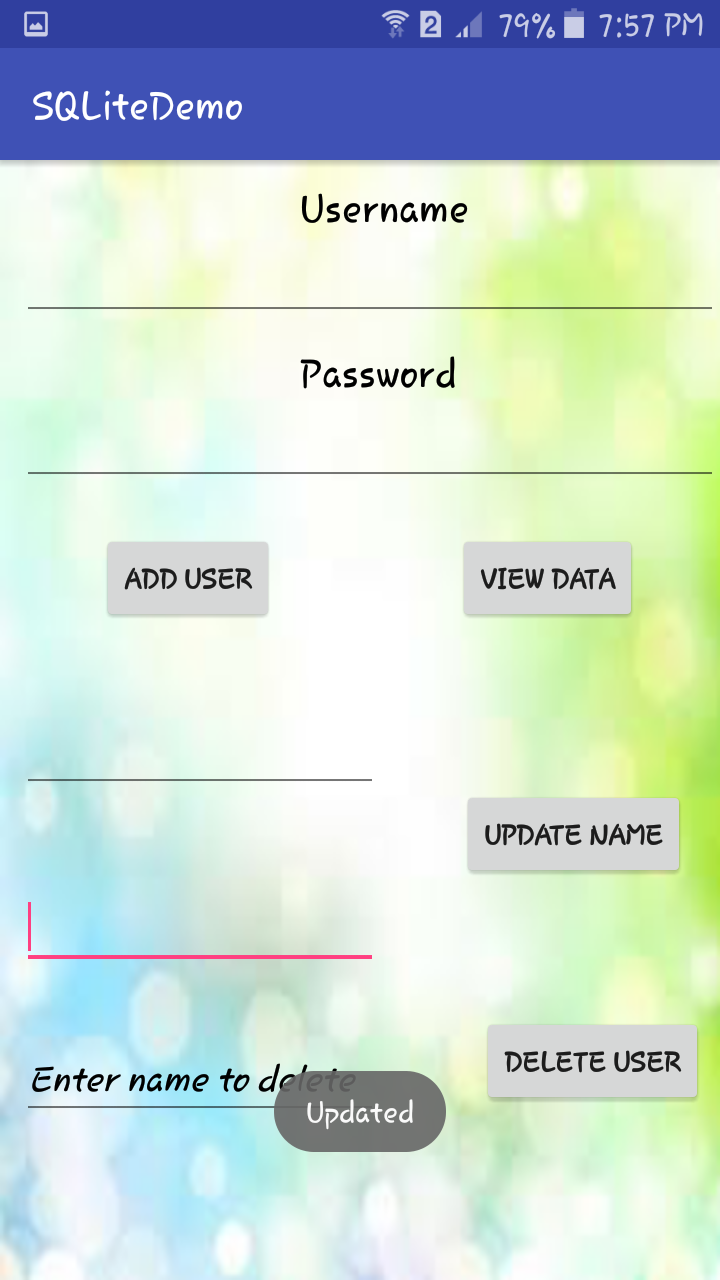 2 79% 7:57 PM
SQLiteDemo
Username
Password
ADD USER VIEW DATA
UPDATE NAME
DELETE USER
Enter name to delete
Updated